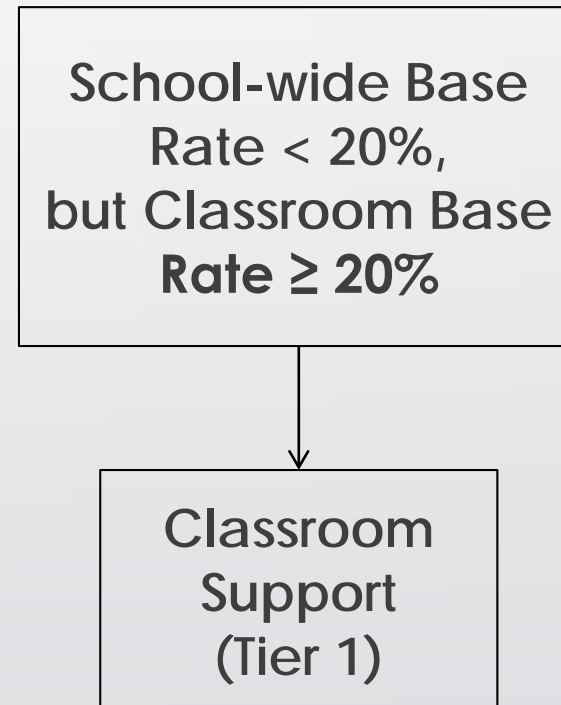 School-wide Base
Rate < 20%,
but Classroom Base
Rate ≥ 20%
Classroom
Support
(Tier 1)